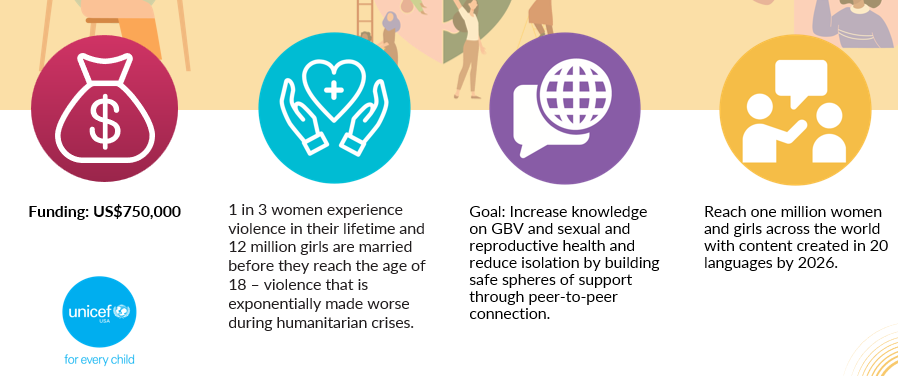 Funding: US$750,000
unicef
USA
for every child
1 in 3 women experience
violence in their lifetime and
12 million girls are married
before they reach the age of
18 – violence that is
exponentially made worse
during humanitarian crises.
Goal: Increase knowledge
on GBV and sexual and
reproductive health and
reduce isolation by building
safe spheres of support
through peer-to-peer
connection.
Reach one million women
and girls across the world
with content created in 20
languages by 2026.